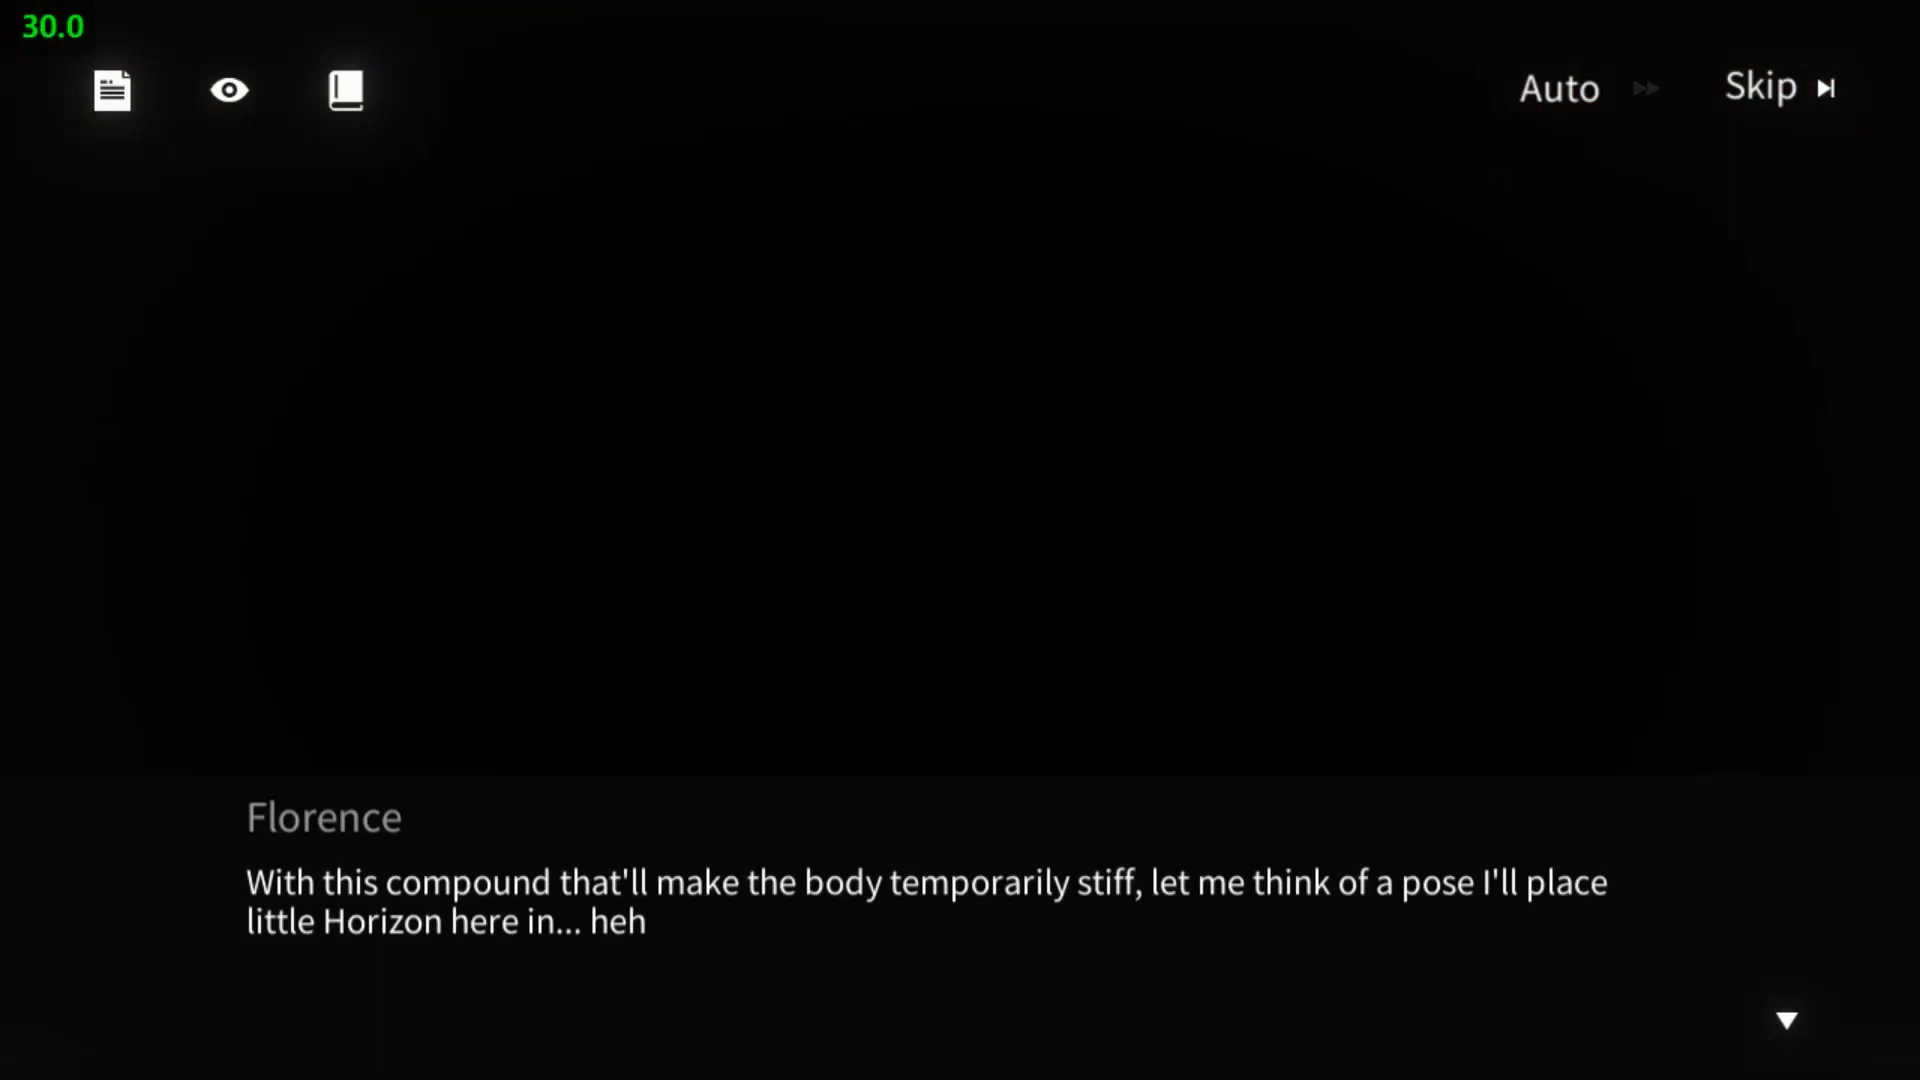 30.0
Auto
Skip
Florence
With this compound that'll make the body temporarily stiff, let me think of a pose I'll place
little Horizon here in... heh